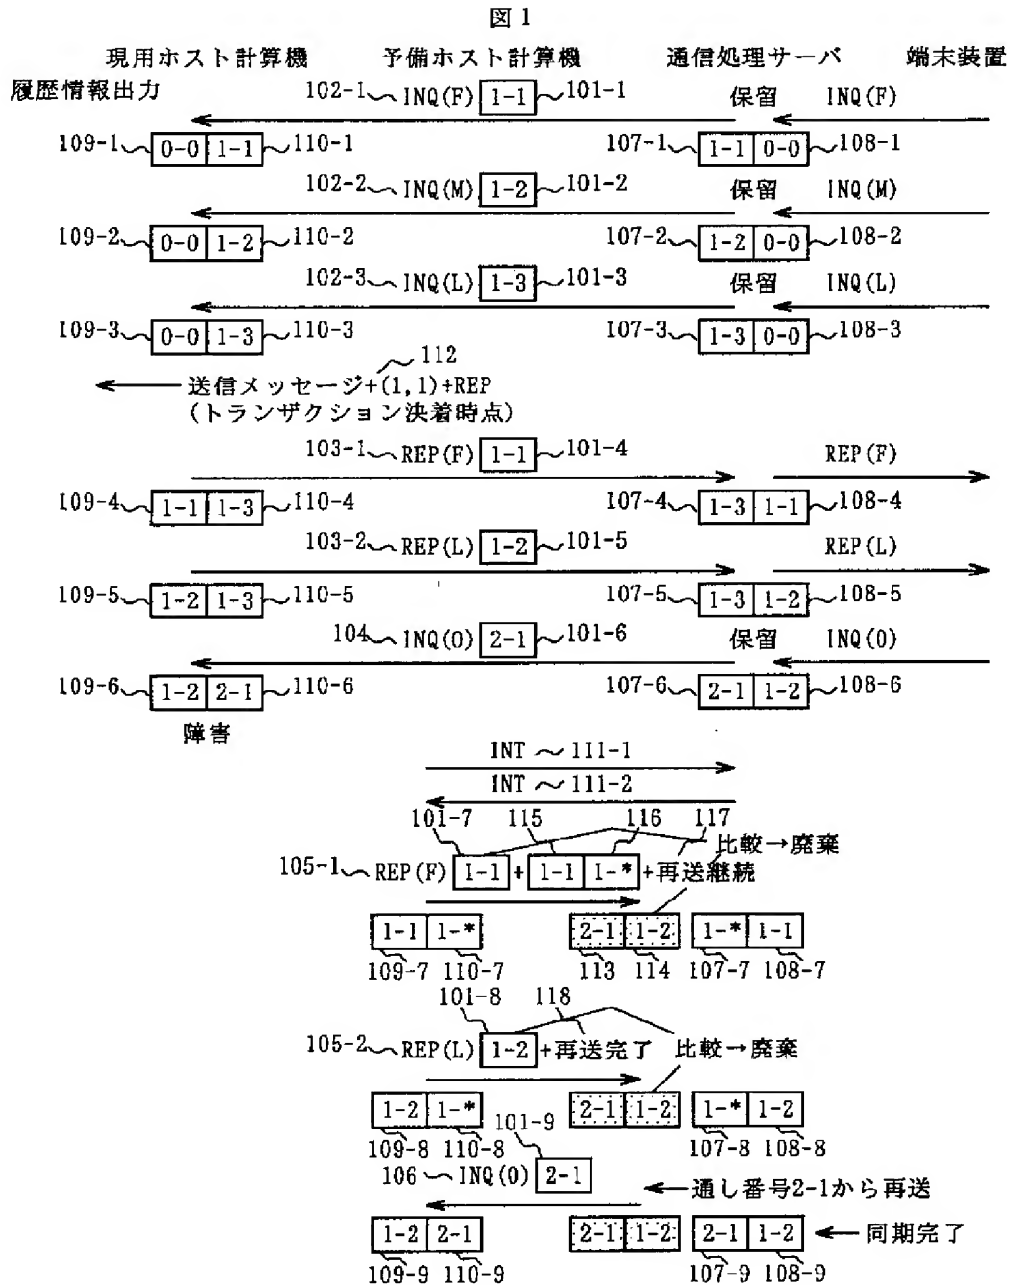 図1
現用ホスト計算機 予備ホスト計算機 通信処理サーバ 端末装置
履歴情報出力 102-1 INQ(F) 1-1 101-1 保留 INQ(F)
109-1 0-0 1-1 110-1 107-1 1-1 0-0 108-1
102-2 INQ(M) 1-2 101-2 保留 INQ(M)
109-2 0-0 1-2 110-2 107-2 1-2 0-0 108-2
102-3 INQ(L) 1-3 101-3 保留 INQ(L)
109-3 0-0 1-3 110-3 107-3 1-3 0-0 108-3
112
送信メッセージ+(1,1)+REP
(トランザクション決着時点)
103-1 REP(F) 1-1 101-4 REP(F)
109-4 1-1 1-3 110-4 107-4 1-3 1-1 108-4
103-2 REP(L) 1-2 101-5 REP(L)
109-5 1-2 1-3 110-5 107-5 1-3 1-2 108-5
104 INQ(O) 2-1 101-6 保留 INQ(O)
109-6 1-2 2-1 110-6 107-6 2-1 1-2 108-6
障害
INT 111-1
INT 111-2
101-7 115 116 117
比較→廃棄
105-1 REP(F) 1-1 + 1-1 1-* +再送継続
1-1 1-* 2-1 1-2 1-* 1-1
109-7 110-7 113 114 107-7 108-7
101-8 118
105-2 REP(L) 1-2 +再送完了 比較→廃棄
1-2 1-* 2-1 1-2 1-* 1-2
109-8 110-8 101-9 107-8 108-8
106 INQ(O) 2-1 ←通し番号2-1から再送
1-2 2-1 2-1 1-2 2-1 1-2 ←同期完了
109-9 110-9 107-9 108-9